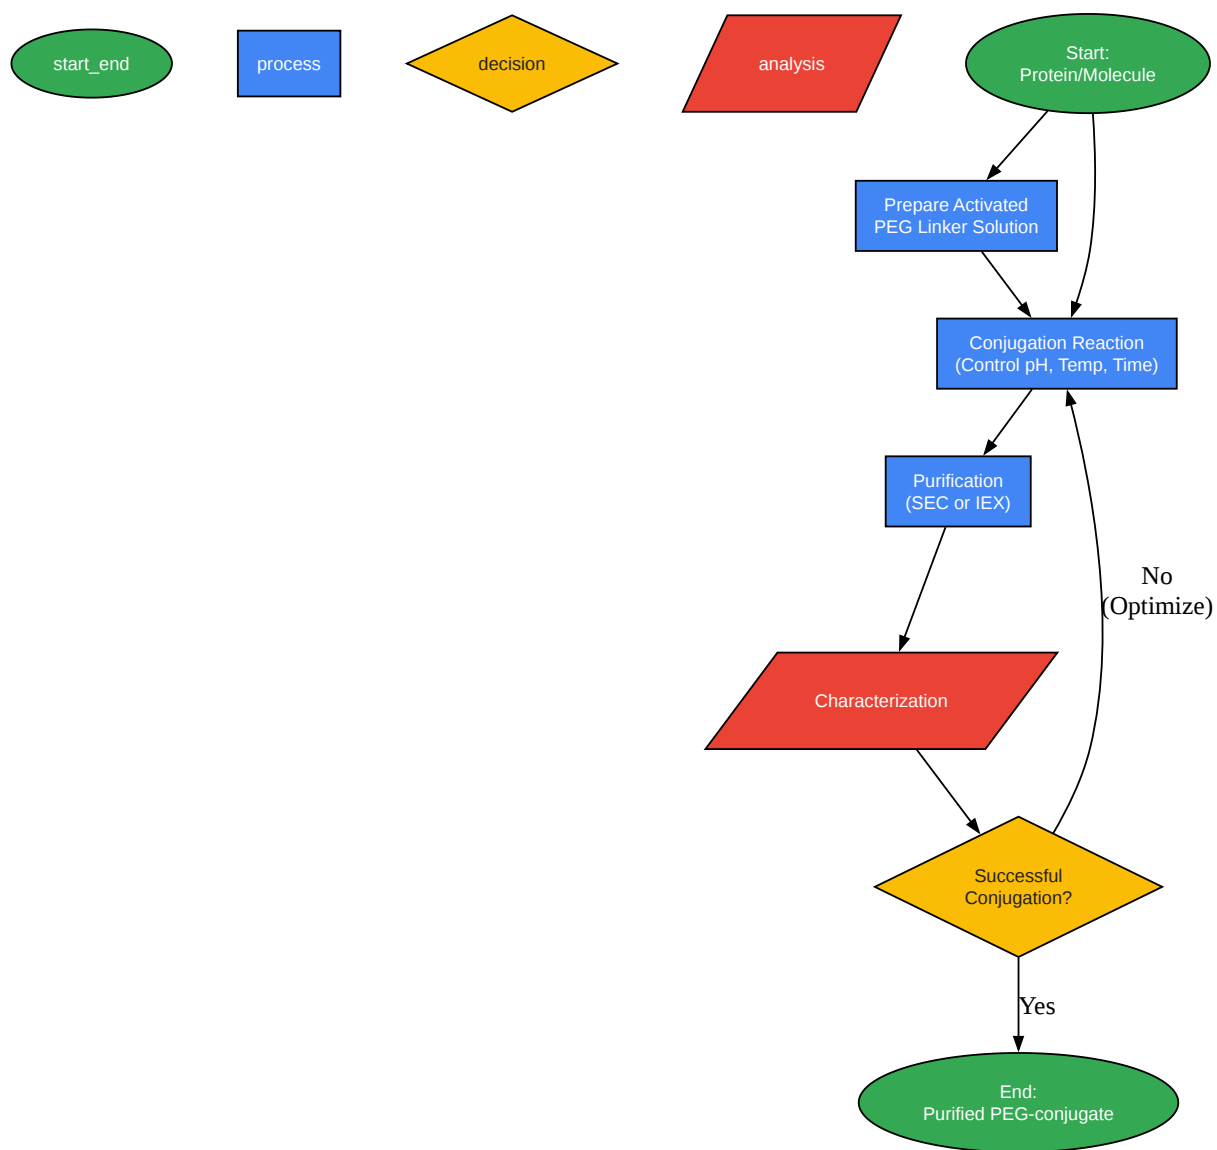 start_end
process
decision
analysis
Start:
Protein/Molecule
Prepare Activated
PEG Linker Solution
Conjugation Reaction
(Control pH, Temp, Time)
Purification
(SEC or IEX)
No
(Optimize)
Characterization
Successful
Conjugation?
Yes
End:
Purified PEG-conjugate